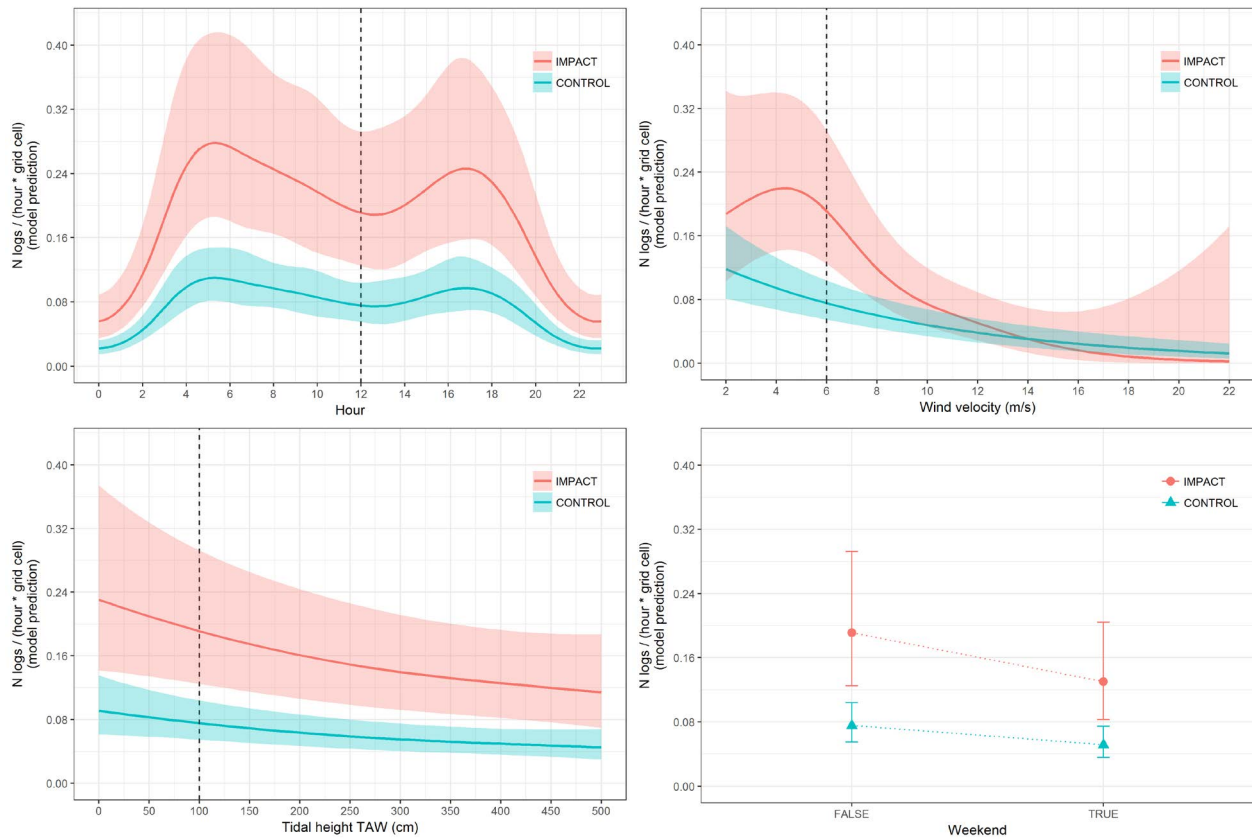 N logs / (hour * grid cell)
(model prediction)
0.40
0.32
0.24
0.16
0.08
0.00
IMPACT
CONTROL
0 2 4 6 8 10 12 14 16 18 20 22
Hour
N logs / (hour * grid cell)
(model prediction)
0.40
0.32
0.24
0.16
0.08
0.00
IMPACT
CONTROL
2 4 6 8 10 12 14 16 18 20 22
Wind velocity (m/s)
N logs / (hour * grid cell)
(model prediction)
0.40
0.32
0.24
0.16
0.08
0.00
IMPACT
CONTROL
0 50 100 150 200 250 300 350 400 450 500
Tidal height TAW (cm)
N logs / (hour * grid cell)
(model prediction)
0.40
0.32
0.24
0.16
0.08
0.00
IMPACT
CONTROL
FALSE TRUE
Weekend